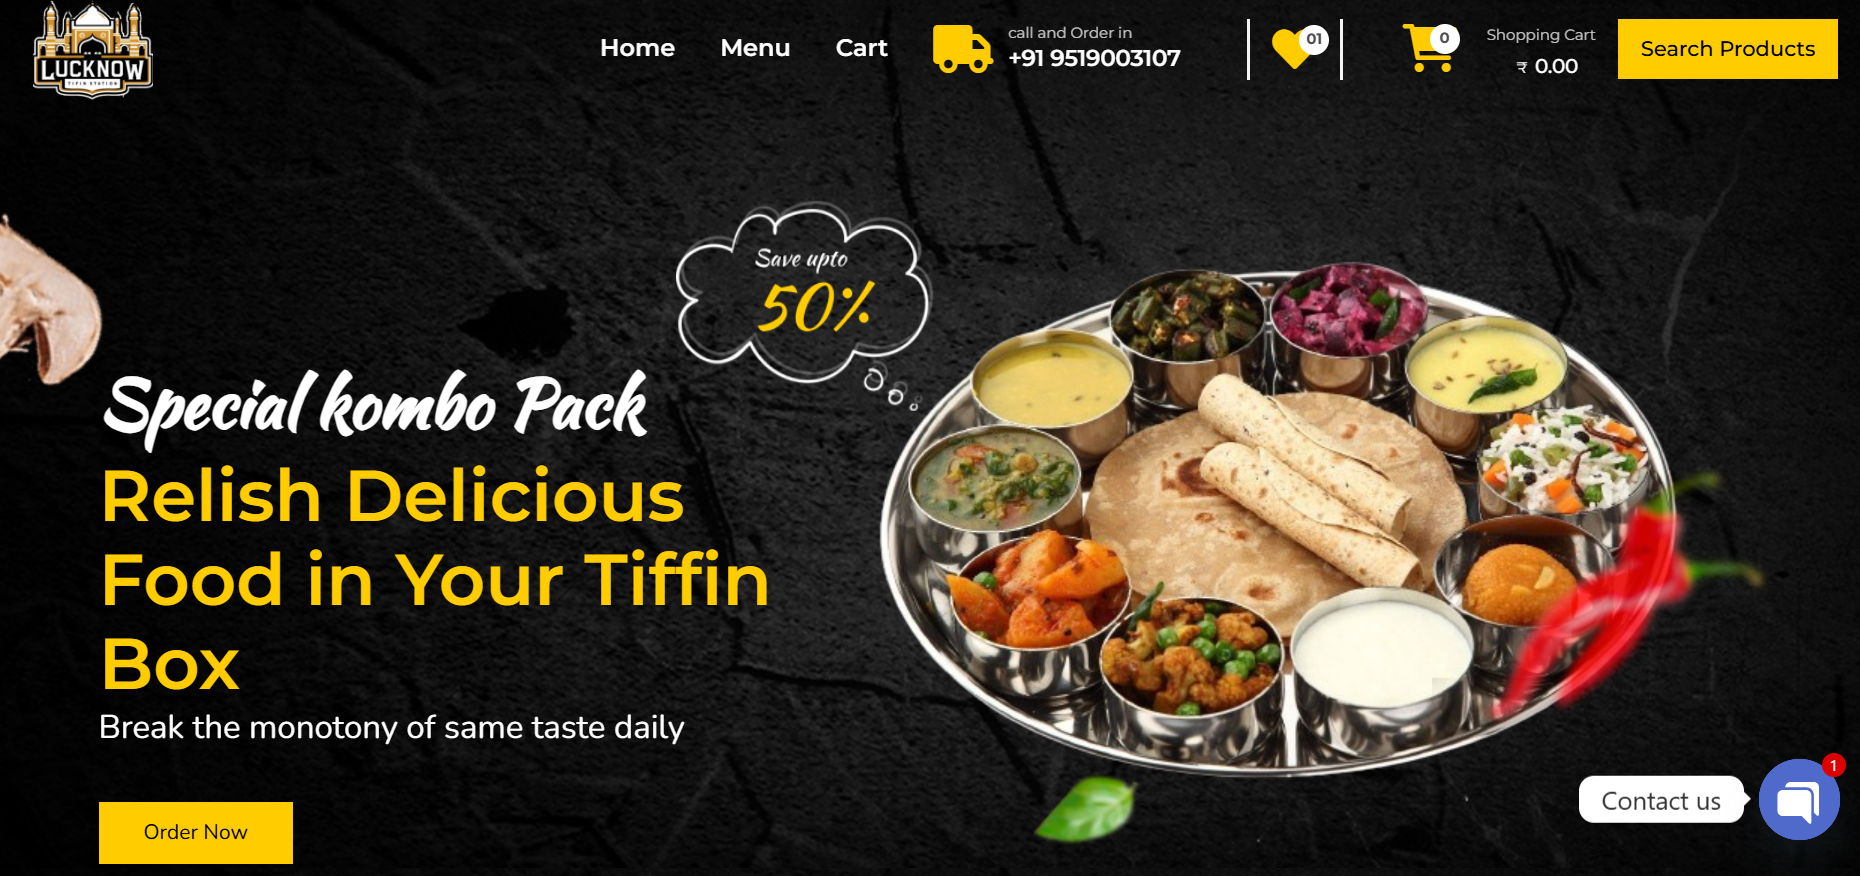 LUCKNOW
TIFIN STATION
Home
Menu
Cart
call and Order in
+91 9519003107
01
0
Shopping Cart
₹ 0.00
Search Products
Save upto
50%
Special kombo Pack
Relish Delicious
Food in Your Tiffin
Box
Break the monotony of same taste daily
Order Now
Contact us
1